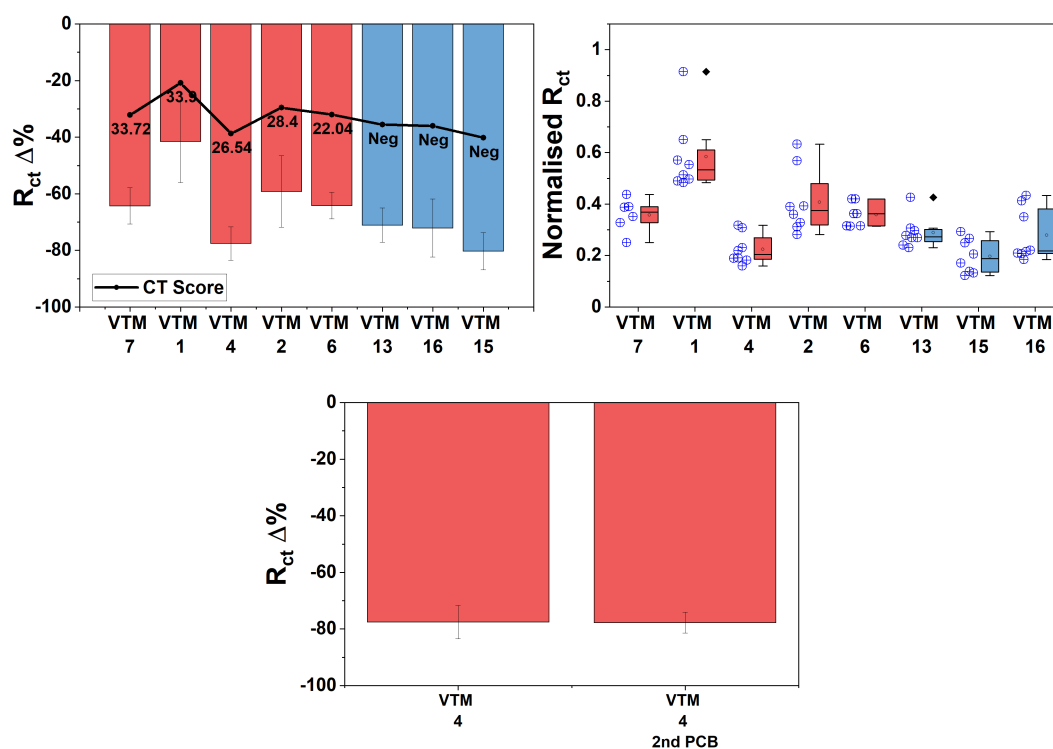 0
-20
-40
-60
-80
-100
R_ct Δ%
33.72
33.9
26.54
28.4
22.04
Neg
Neg
Neg
CT Score
VTM VTM VTM VTM VTM VTM VTM VTM
7 1 4 2 6 13 16 15
1
0.8
0.6
0.4
0.2
0
Normalised R_ct
VTM VTM VTM VTM VTM VTM VTM VTM
7 1 4 2 6 13 15 16
0
-20
-40
-60
-80
-100
R_ct Δ%
VTM VTM
4 4
2nd PCB